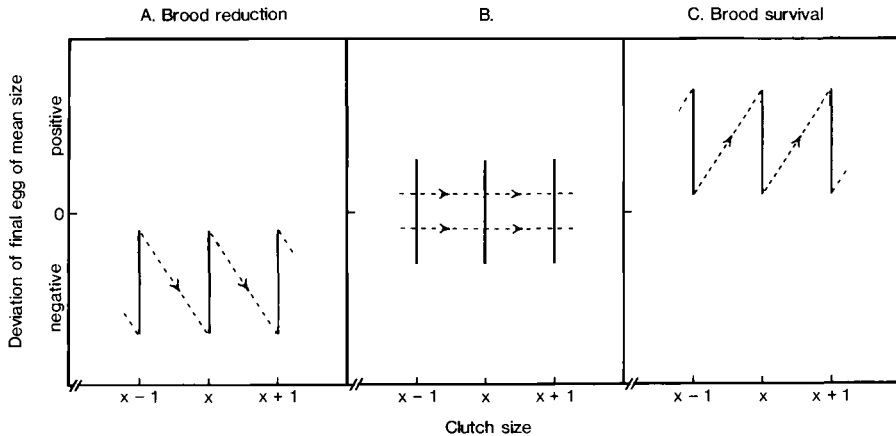 A. Brood reduction
B.
C. Brood survival
Deviation of final egg of mean size
positive
0
negative
x – 1 x x + 1
x – 1 x x + 1
x – 1 x x + 1
Clutch size